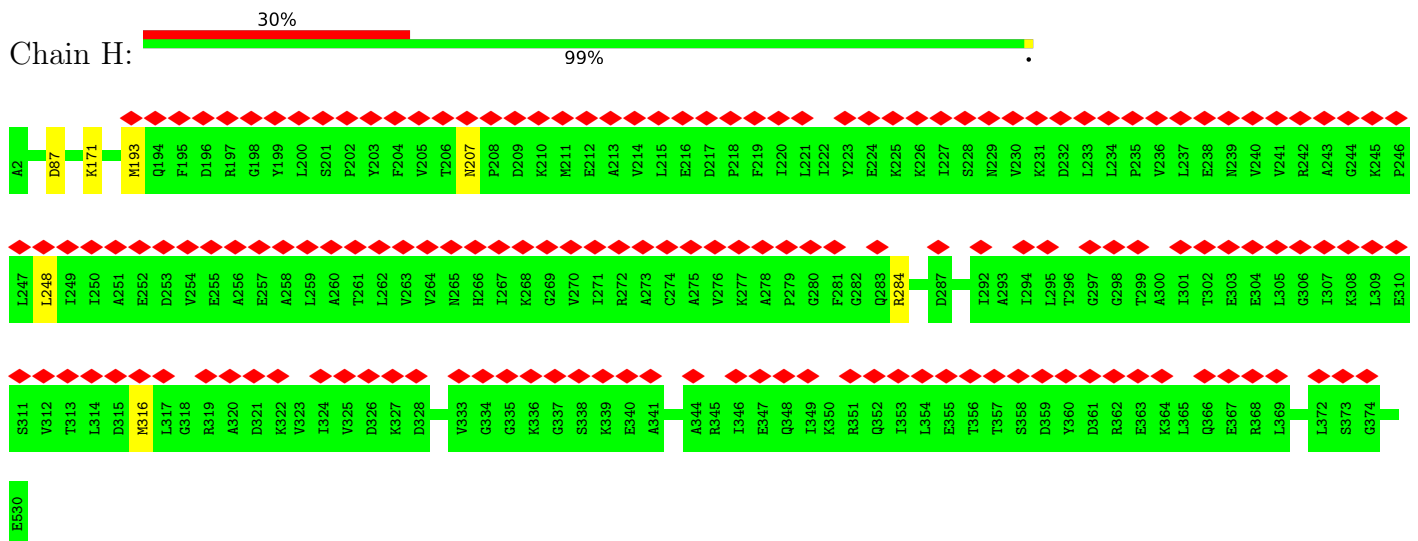 30%
Chain H:
99%
.
A2 D87 K171 M193 Q194 F195 D196 R197 G198 Y199 L200 S201 P202 Y203 F204 V205 T206 N207 P208 D209 K210 M211 E212 A213 V214 L215 E216 D217 P218 F219 I220 L221 I222 Y223 E224 K225 K226 I227 S228 N229 V230 K231 D232 L233 L234 P235 V236 L237 E238 N239 V240 V241 R242 A243 G244 K245 P246
L247 L248 I249 I250 A251 E252 D253 V254 E255 A256 E257 A258 L259 A260 T261 L262 V263 V264 N265 H266 I267 K268 G269 V270 I271 R272 A273 C274 A275 V276 K277 A278 P279 G280 F281 G282 Q283 R284 D287 I292 A293 I294 L295 T296 G297 G298 T299 A300 I301 T302 E303 E304 L305 G306 I307 K308 L309 E310
S311 V312 T313 L314 D315 M316 L317 G318 R319 A320 D321 K322 V323 I324 V325 D326 K327 D328 V333 G334 G335 K336 G337 S338 K339 E340 A341 A344 R345 I346 E347 Q348 I349 K350 R351 Q352 I353 L354 E355 T356 T357 S358 D359 Y360 D361 R362 E363 K364 L365 Q366 E367 R368 L369 L372 S373 G374
E530